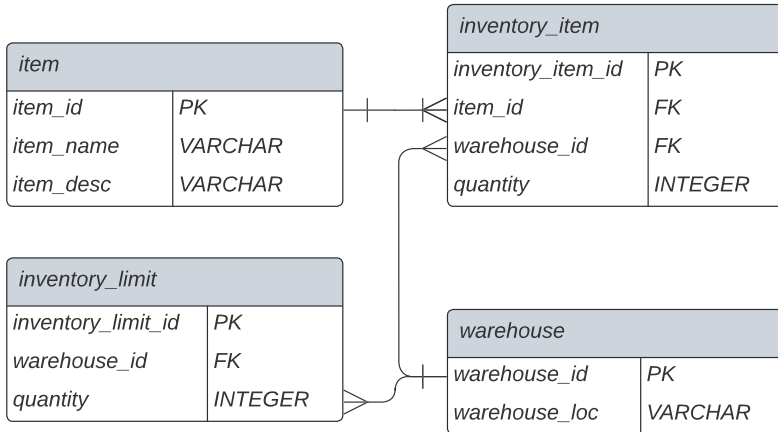 item
item_id PK
item_name VARCHAR
item_desc VARCHAR
inventory_item
inventory_item_id PK
item_id FK
warehouse_id FK
quantity INTEGER
inventory_limit
inventory_limit_id PK
warehouse_id FK
quantity INTEGER
warehouse
warehouse_id PK
warehouse_loc VARCHAR